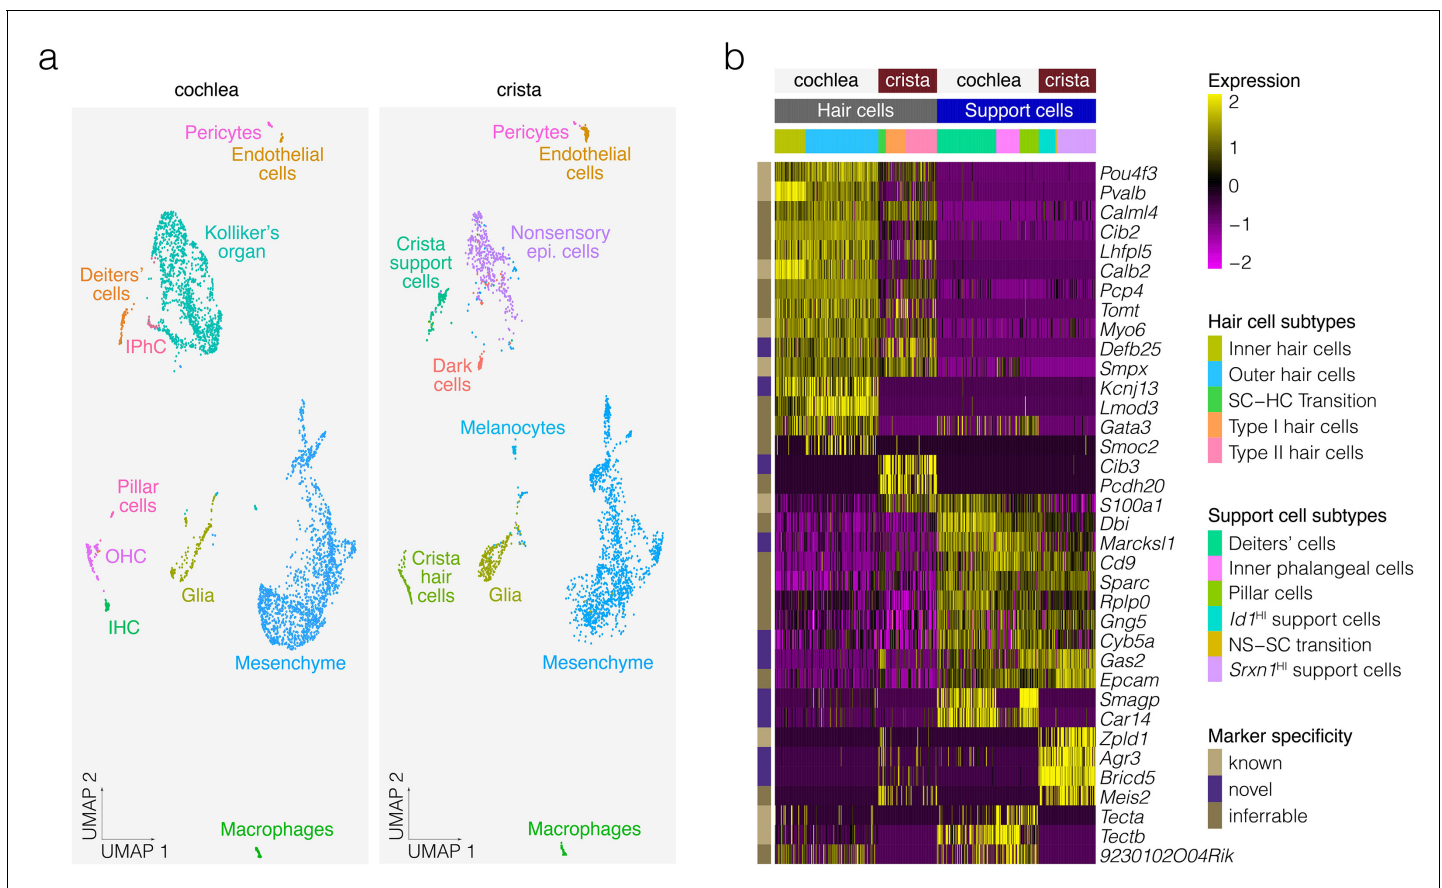 a
cochlea
crista
Pericytes
Endothelial
cells
Kolliker's
organ
Deiters'
cells
IPhC
Pillar
cells
OHC
IHC
Glia
Mesenchyme
Macrophages
UMAP 2
UMAP 1
Pericytes
Endothelial
cells
Crista
support
cells
Nonsensory
epi. cells
Dark
cells
Melanocytes
Crista
hair
cells
Glia
Mesenchyme
Macrophages
UMAP 2
UMAP 1
b
cochlea crista cochlea crista
Hair cells Support cells
Pou4f3
Pvalb
Calml4
Cib2
Lhfpl5
Calb2
Pcp4
Tomt
Myo6
Defb25
Smpx
Kcnj13
Lmod3
Gata3
Smoc2
Cib3
Pcdh20
S100a1
Dbi
Marcksl1
Cd9
Sparc
Rplp0
Gng5
Cyb5a
Gas2
Epcam
Smagp
Car14
Zpld1
Agr3
Bricd5
Meis2
Tecta
Tectb
9230102O04Rik
Expression
2
1
0
−1
−2
Hair cell subtypes
Inner hair cells
Outer hair cells
SC−HC Transition
Type I hair cells
Type II hair cells
Support cell subtypes
Deiters' cells
Inner phalangeal cells
Pillar cells
Id1HI support cells
NS−SC transition
Srxn1HI support cells
Marker specificity
known
novel
inferrable